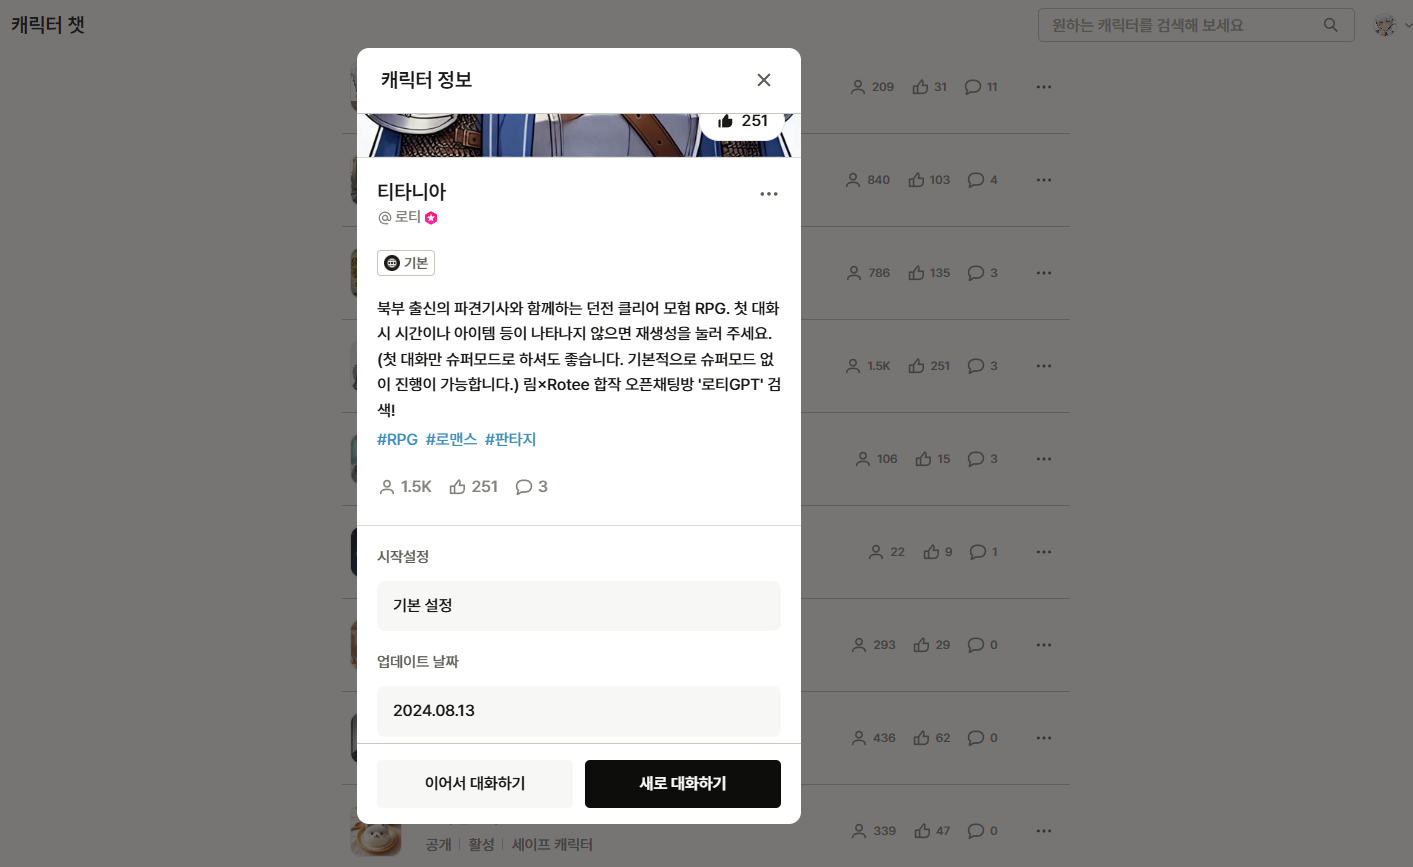 캐릭터 챗
원하는 캐릭터를 검색해 보세요
캐릭터 정보
251
티타니아
@ 로티
기본
북부 출신의 파견기사와 함께하는 던전 클리어 모험 RPG. 첫 대화
시 시간이나 아이템 등이 나타나지 않으면 재생성을 눌러 주세요.
(첫 대화만 슈퍼모드로 하셔도 좋습니다. 기본적으로 슈퍼모드 없
이 진행이 가능합니다.) 림×Rotee 합작 오픈채팅방 '로티GPT' 검
색!
#RPG #로맨스 #판타지
1.5K 251 3
시작설정
기본 설정
업데이트 날짜
2024.08.13
이어서 대화하기 새로 대화하기
209 31 11
840 103 4
786 135 3
1.5K 251 3
106 15 3
22 9 1
293 29 0
436 62 0
339 47 0
공개 활성 세이프 캐릭터